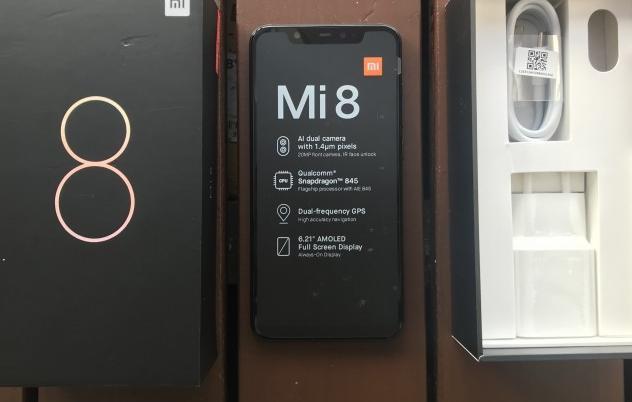 mi
8
mi
Mi 8
AI dual camera
with 1.4μm pixels
20MP front camera, IR face unlock
CPU
Qualcomm®
Snapdragon™ 845
Flagship processor with AIE 845
Dual-frequency GPS
High accuracy navigation
6.21" AMOLED
Full Screen Display
Always-On Display